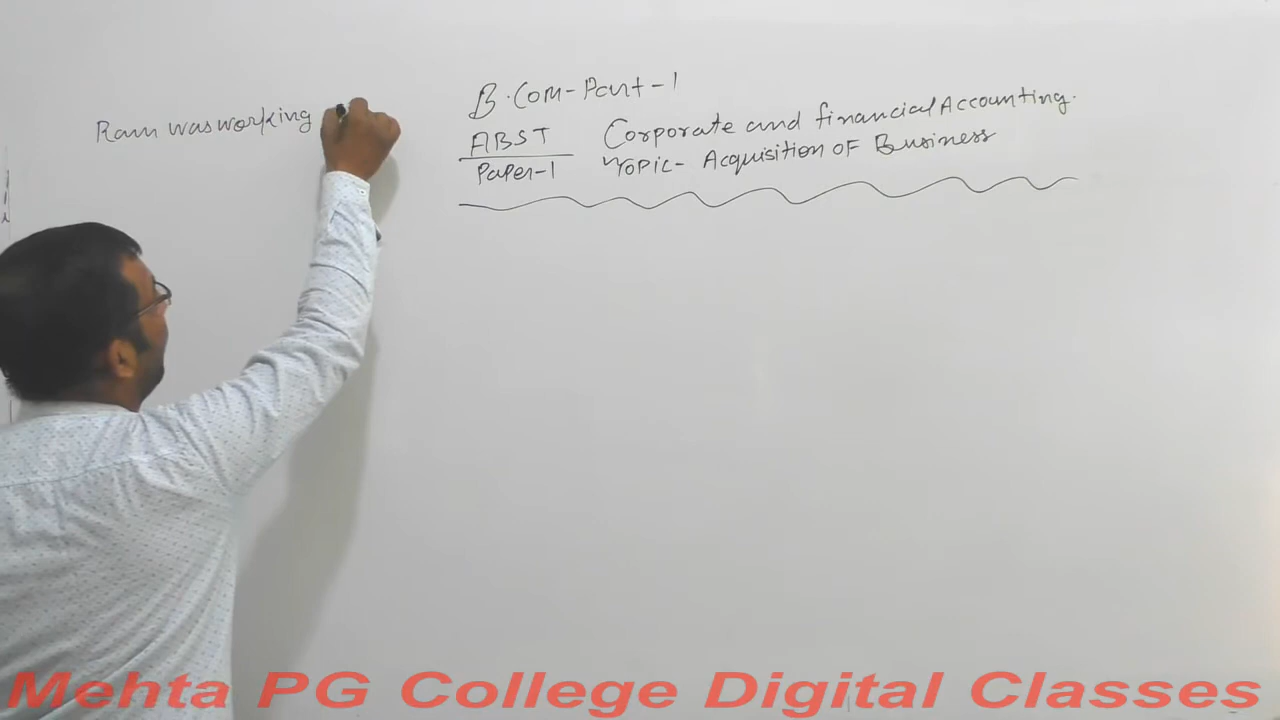 Ram was working
B.Com-Part-1
ABST
Paper-1
Corporate and financial Accounting.
Topic- Acquisition OF Business
Mehta PG College Digital Classes